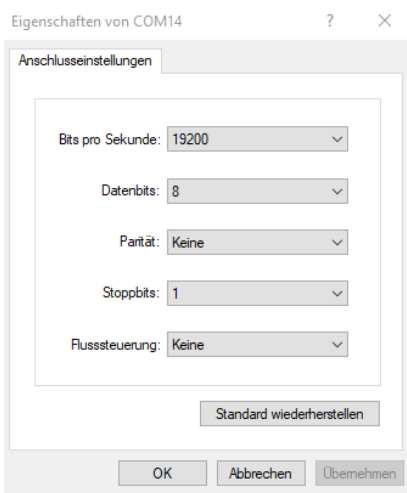 Eigenschaften von COM14
Anschlusseinstellungen
Bits pro Sekunde: 19200
Datenbits: 8
Parität: Keine
Stoppbits: 1
Flusssteuerung: Keine
Standard wiederherstellen
OK Abbrechen Übernehmen